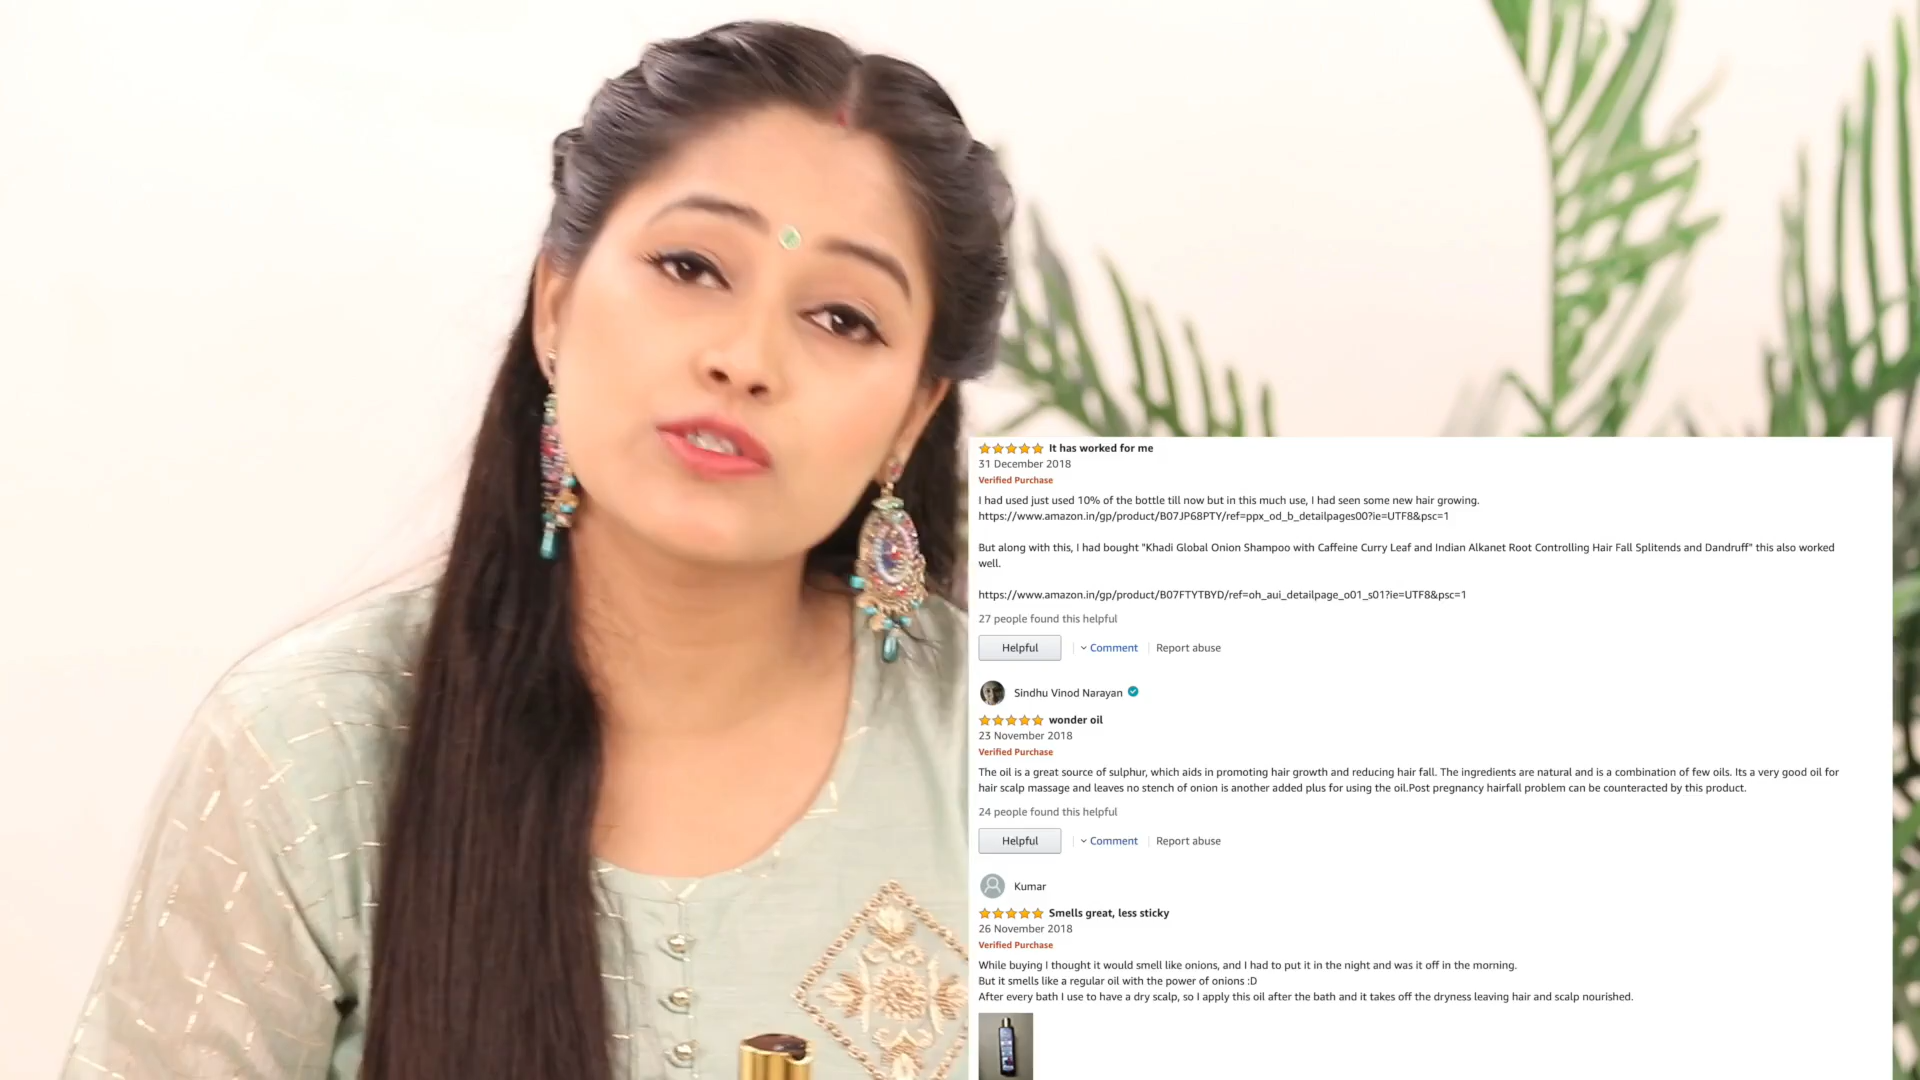 It has worked for me
31 December 2018
Verified Purchase
I had used just used 10% of the bottle till now but in this much use, I had seen some new hair growing.
https://www.amazon.in/gp/product/B07JP68PTY/ref=ppx_od_b_detailpages00?ie=UTF8&psc=1
But along with this, I had bought "Khadi Global Onion Shampoo with Caffeine Curry Leaf and Indian Alkanet Root Controlling Hair Fall Splitends and Dandruff" this also worked
well.
https://www.amazon.in/gp/product/B07FTYTBYD/ref=oh_aui_detailpage_o01_s01?ie=UTF8&psc=1
27 people found this helpful
Helpful Comment Report abuse
Sindhu Vinod Narayan
wonder oil
23 November 2018
Verified Purchase
The oil is a great source of sulphur, which aids in promoting hair growth and reducing hair fall. The ingredients are natural and is a combination of few oils. Its a very good oil for
hair scalp massage and leaves no stench of onion is another added plus for using the oil.Post pregnancy hairfall problem can be counteracted by this product.
24 people found this helpful
Helpful Comment Report abuse
Kumar
Smells great, less sticky
26 November 2018
Verified Purchase
While buying I thought it would smell like onions, and I had to put it in the night and was it off in the morning.
But it smells like a regular oil with the power of onions :D
After every bath I use to have a dry scalp, so I apply this oil after the bath and it takes off the dryness leaving hair and scalp nourished.